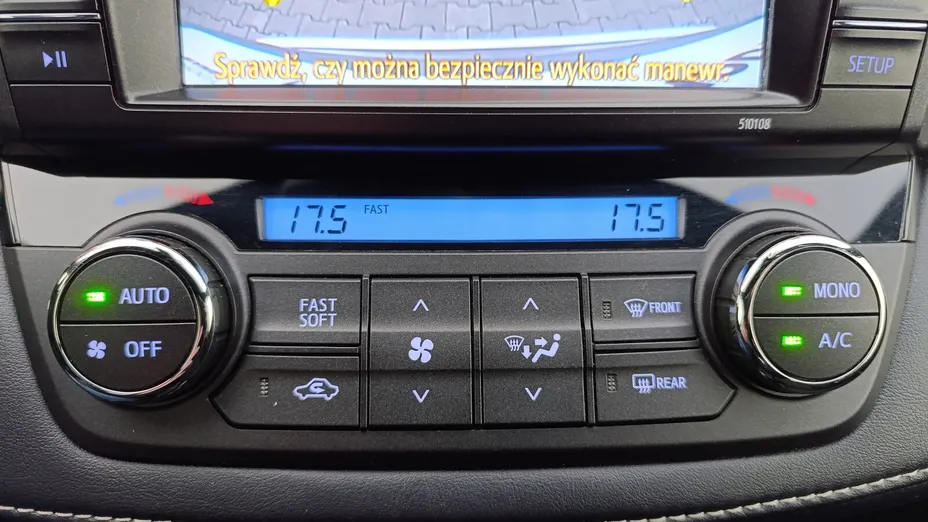 Sprawdź, czy można bezpiecznie wykonać manewr.
SETUP
510108
17.5 FAST 17.5
AUTO
OFF
FAST
SOFT
FRONT
REAR
MONO
A/C